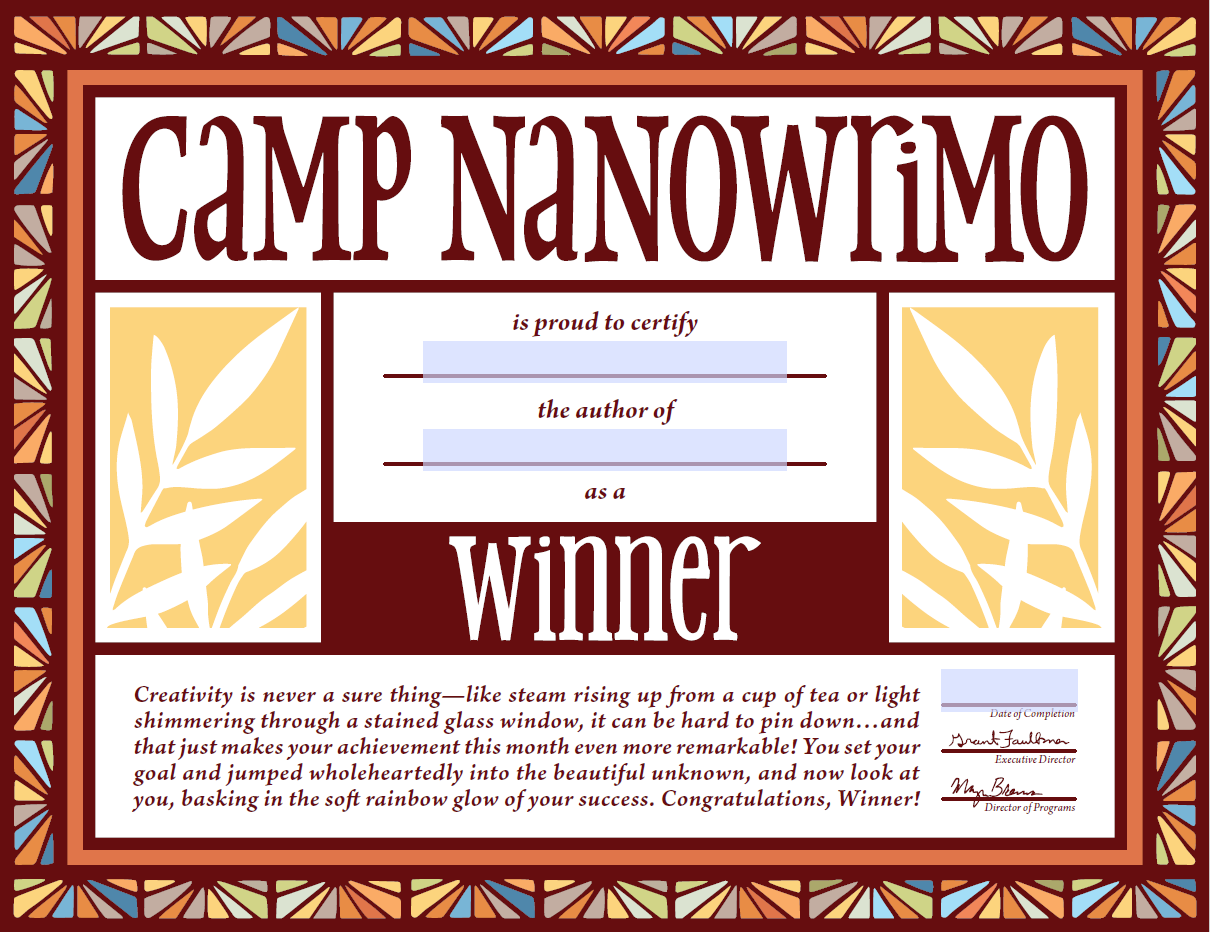 Camp NaNoWriMo
is proud to certify
the author of
as a
winner
Creativity is never a sure thing—like steam rising up from a cup of tea or light
shimmering through a stained glass window, it can be hard to pin down...and
that just makes your achievement this month even more remarkable! You set your
goal and jumped wholeheartedly into the beautiful unknown, and now look at
you, basking in the soft rainbow glow of your success. Congratulations, Winner!
Date of Completion
Grant Faulkner
Executive Director
Director of Programs